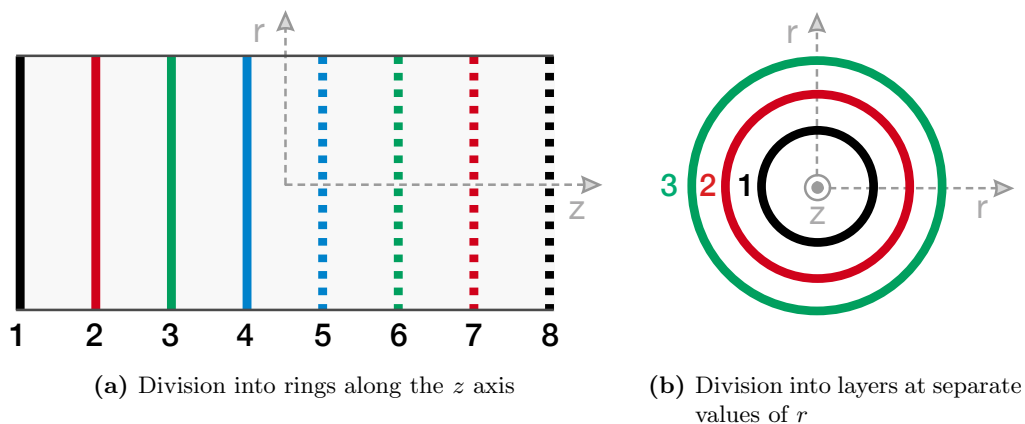 r
z
1 2 3 4 5 6 7 8
(a) Division into rings along the z axis
r
3 2 1
z
r
(b) Division into layers at separate
values of r